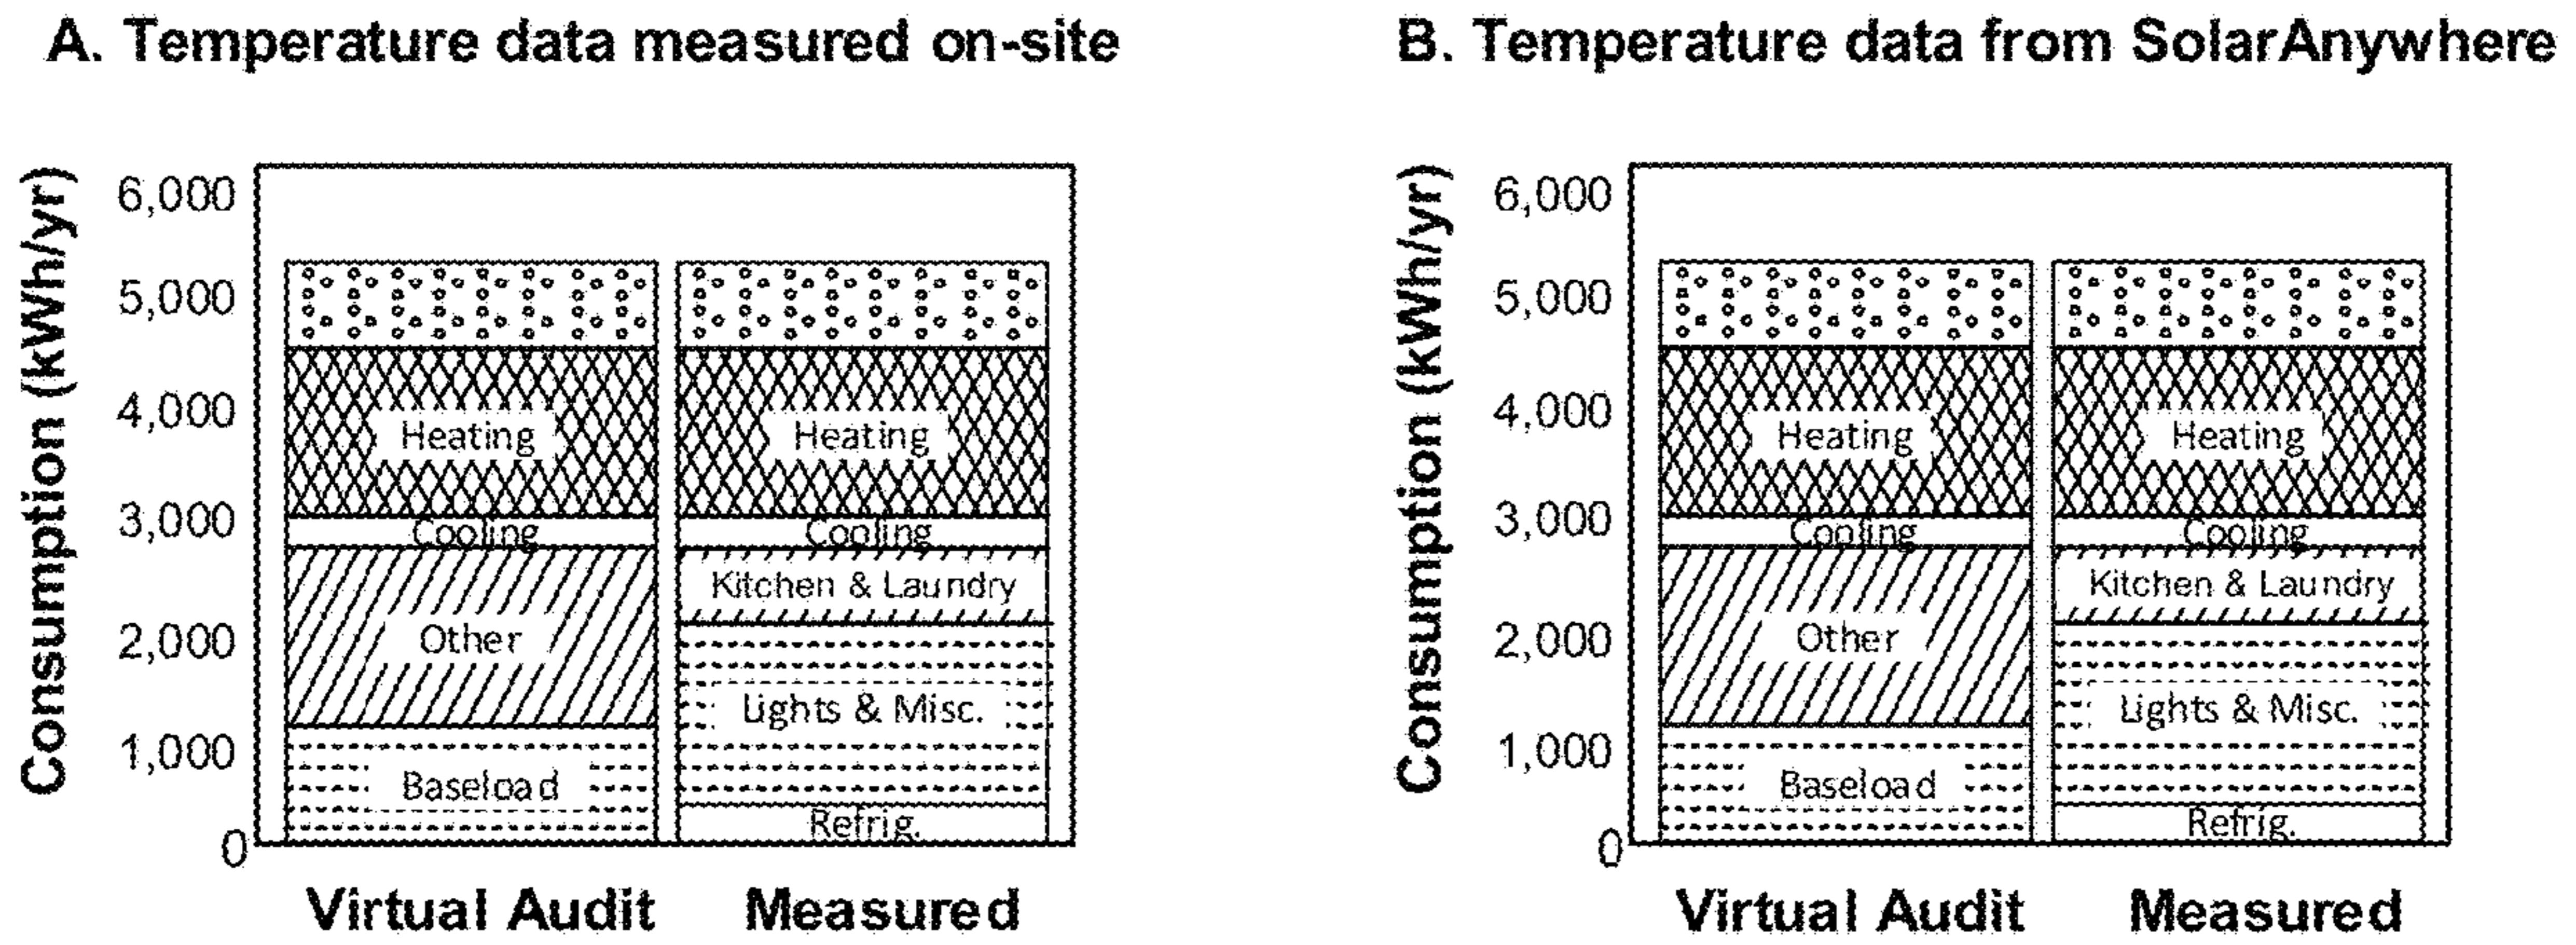 A. Temperature data measured on-site
Consumption (kWh/yr)
6,000
5,000
4,000
3,000
2,000
1,000
0
Heating
Heating
Cooling
Cooling
Kitchen & Laundry
Other
Lights & Misc.
Baseload
Refrig.
Virtual Audit
Measured
B. Temperature data from SolarAnywhere
Consumption (kWh/yr)
6,000
5,000
4,000
3,000
2,000
1,000
0
Heating
Heating
Cooling
Cooling
Kitchen & Laundry
Other
Lights & Misc.
Baseload
Refrig.
Virtual Audit
Measured